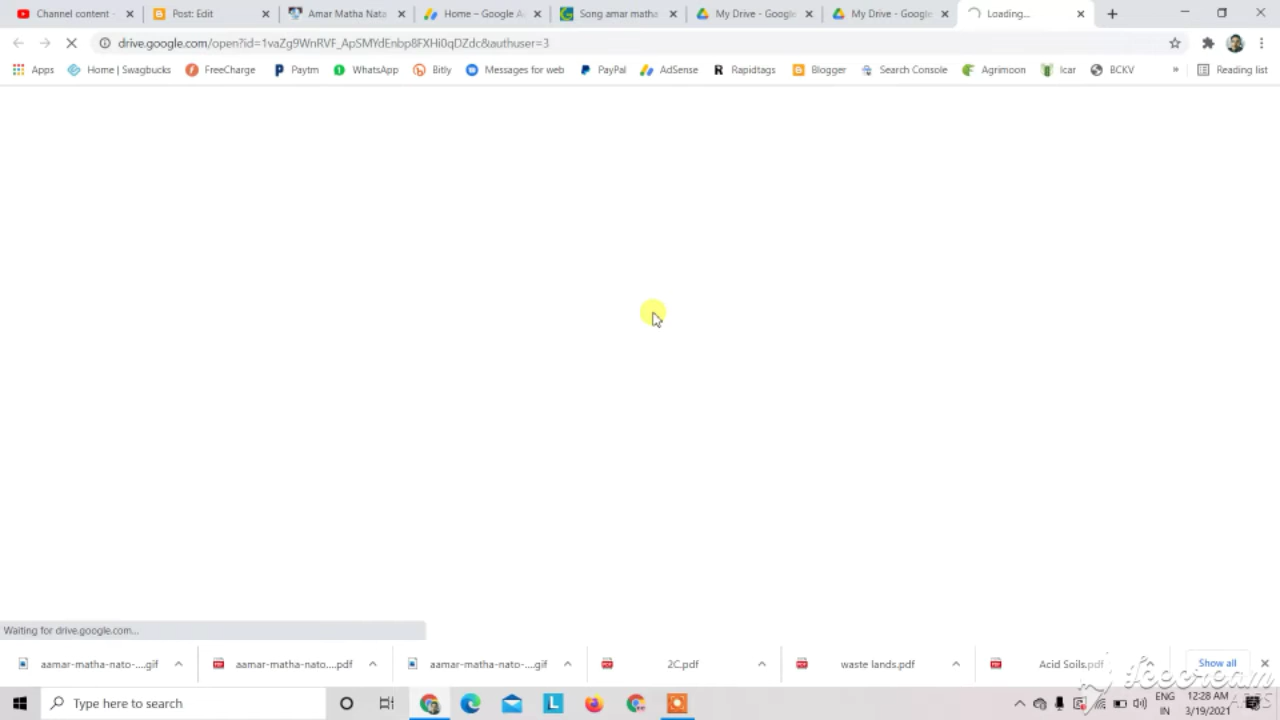 Channel content -
Post: Edit
Amar Matha Nata
Home – Google A
Song amar matha
My Drive - Google
My Drive - Google
Loading...
drive.google.com/open?id=1vaZg9WnRVF_ApSMYdEnbp8FXHi0qDZdc&authuser=3
Apps
Home | Swagbucks
FreeCharge
Paytm
WhatsApp
Bitly
Messages for web
PayPal
AdSense
Rapidtags
Blogger
Search Console
Agrimoon
Icar
BCKV
»
Reading list
Waiting for drive.google.com...
aamar-matha-nato-....gif
aamar-matha-nato....pdf
aamar-matha-nato-....gif
2C.pdf
waste lands.pdf
Acid Soils.pdf
Show all
Type here to search
ENG
IN
12:28 AM
3/19/2021
icecream
APPS